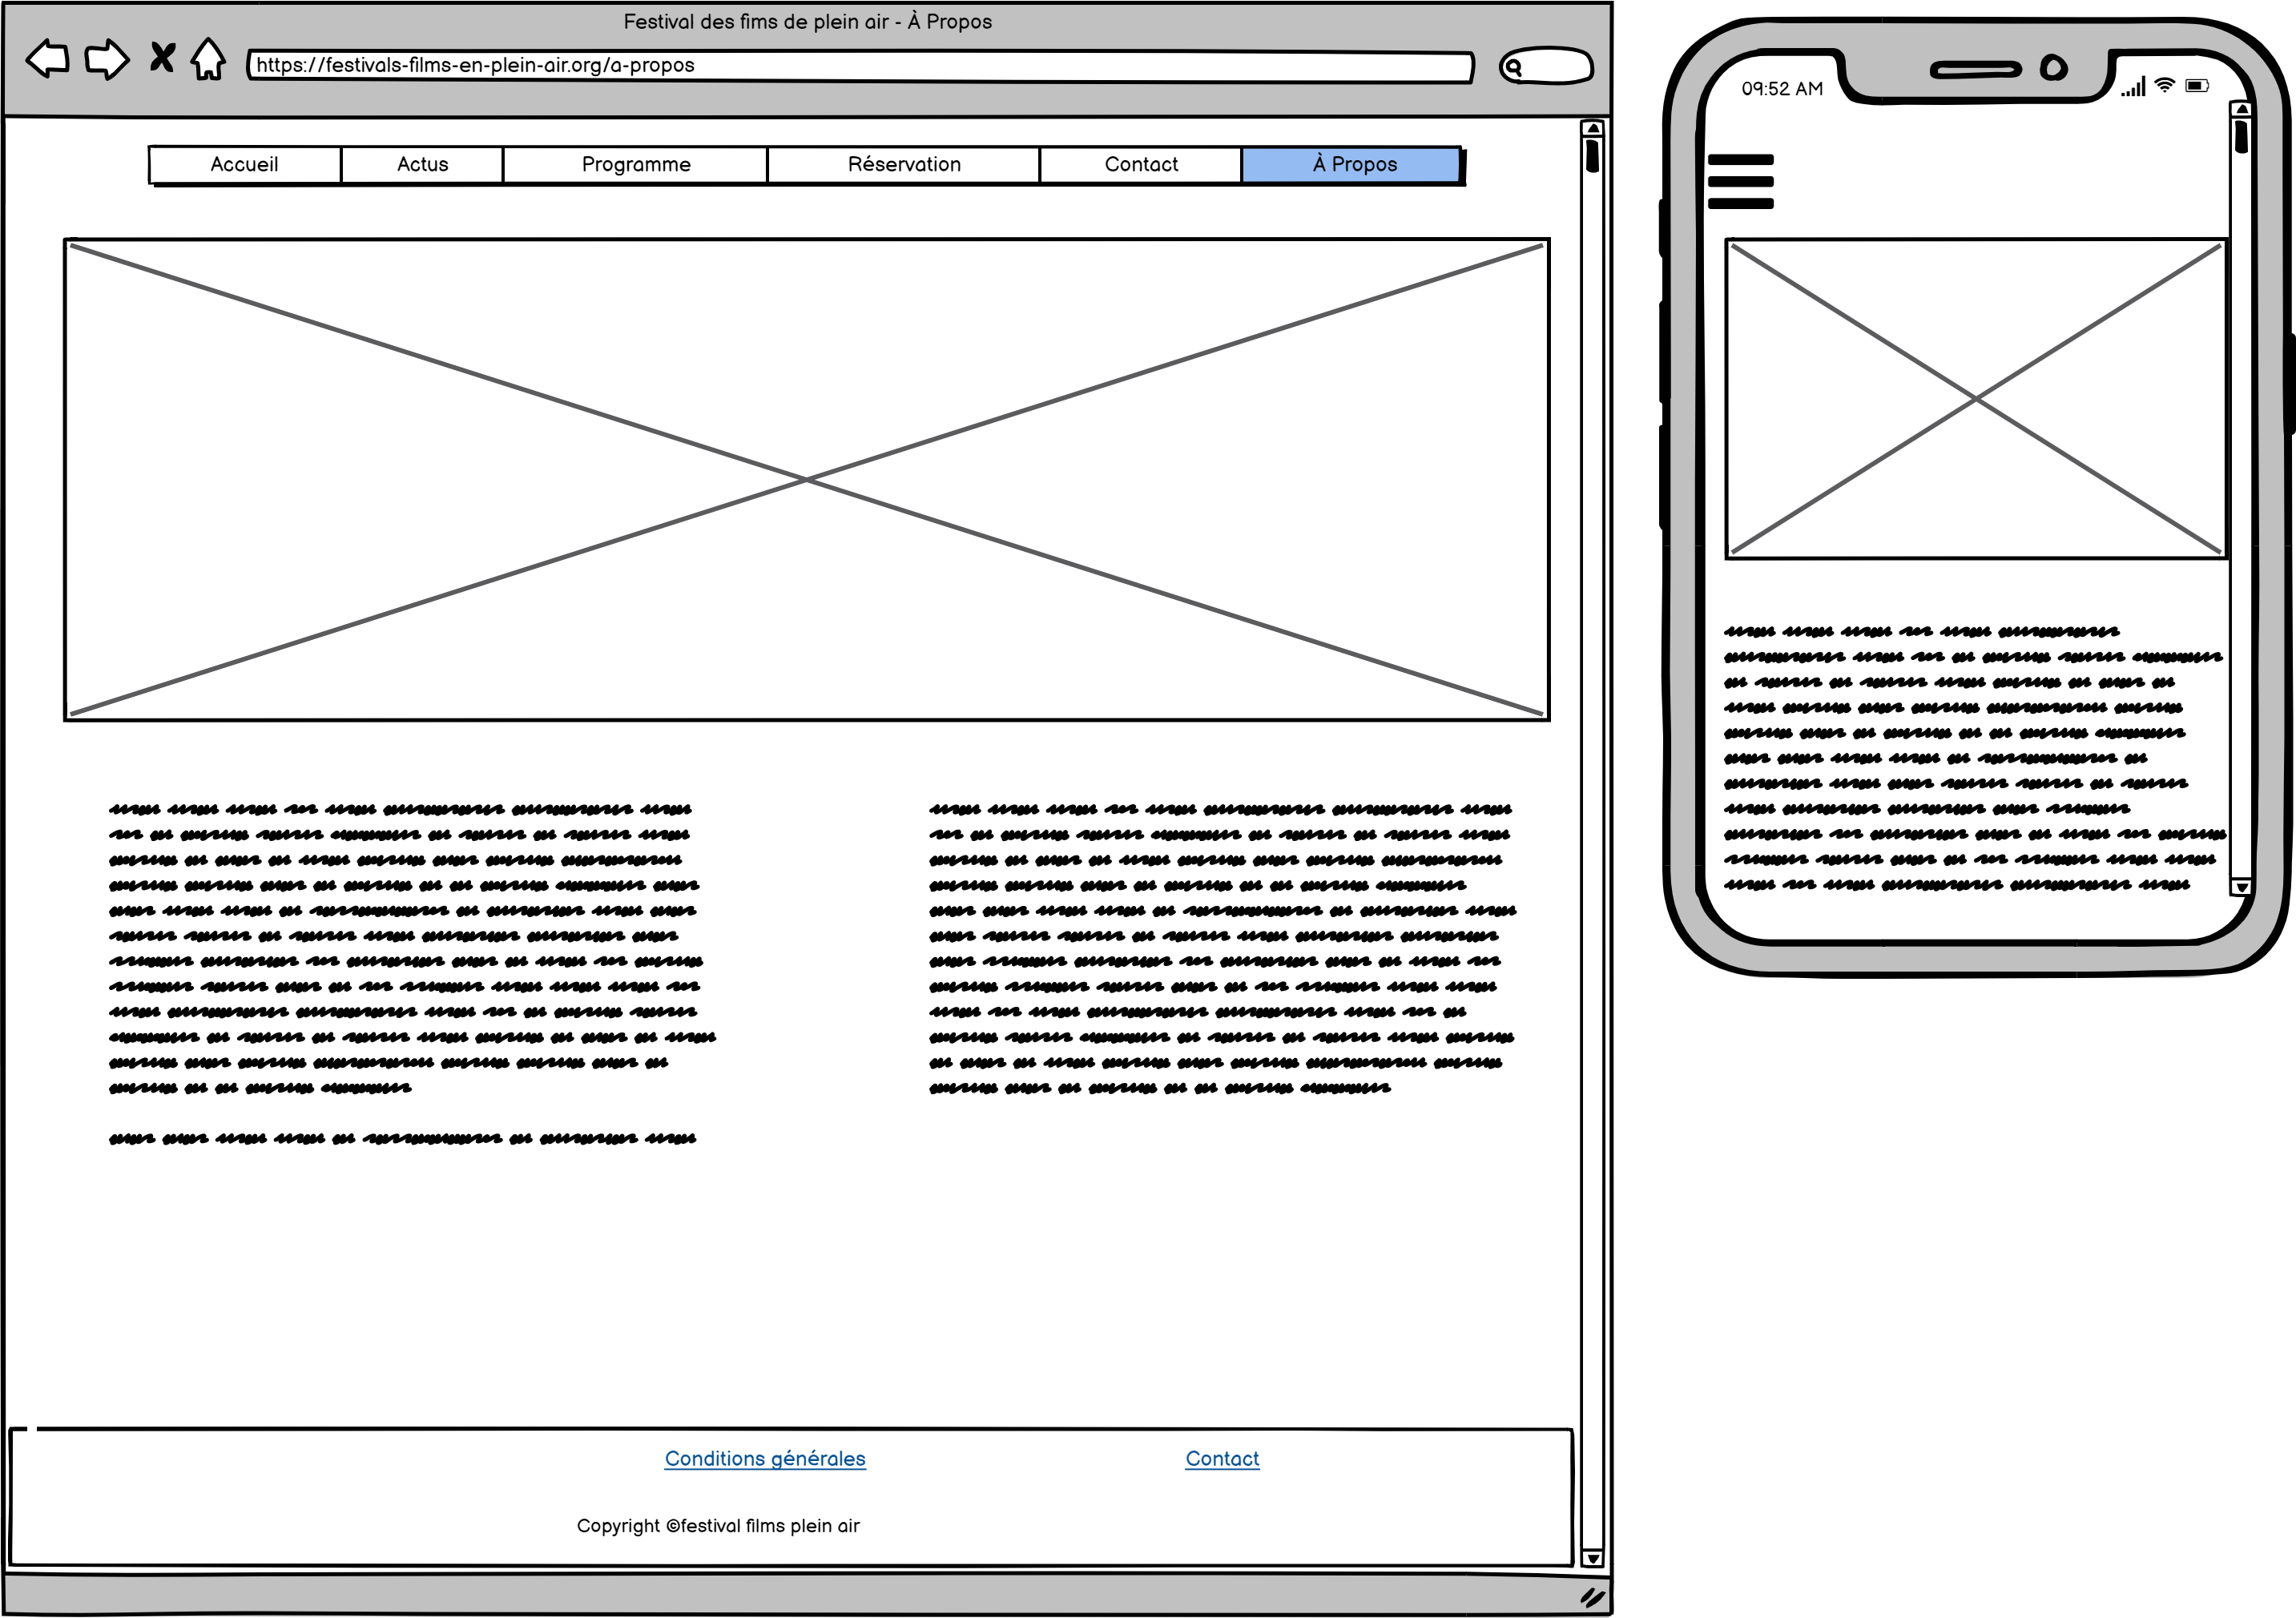 Festival des fims de plein air - À Propos
https://festivals-films-en-plein-air.org/a-propos
Accueil Actus Programme Réservation Contact À Propos
Conditions générales Contact
Copyright ©festival films plein air
09:52 AM